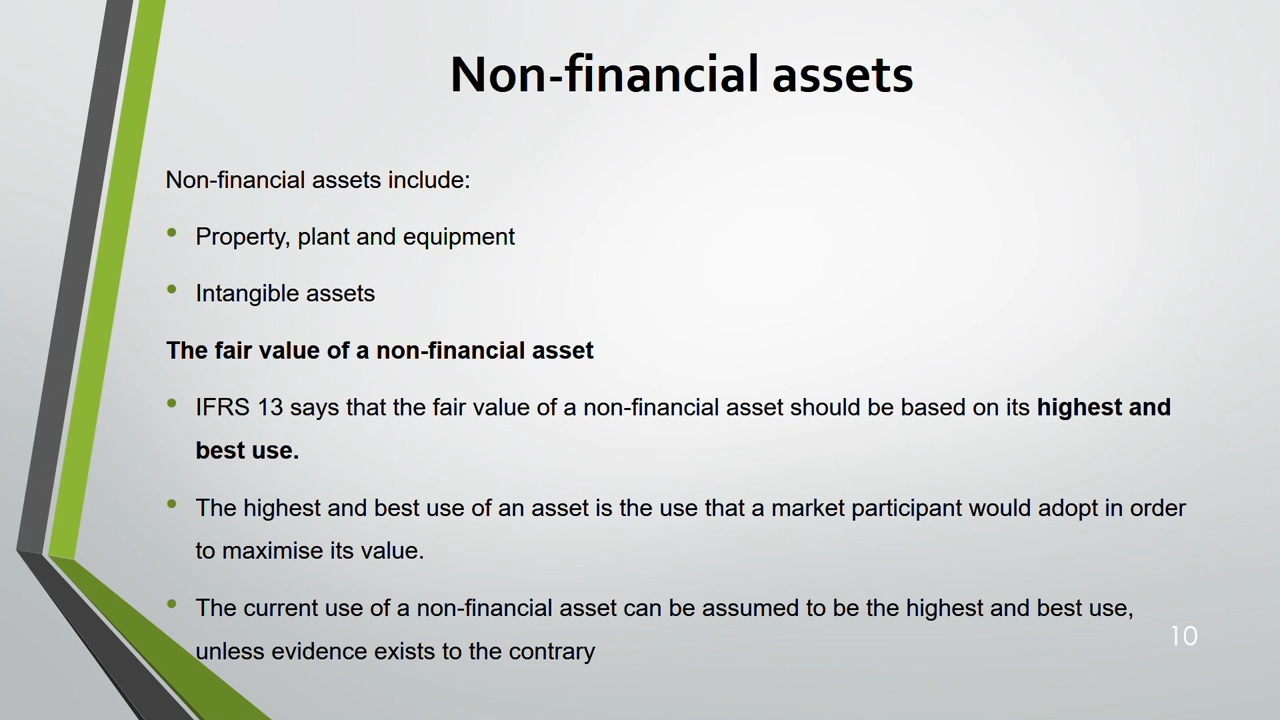 Non-financial assets
Non-financial assets include:
• Property, plant and equipment
• Intangible assets
The fair value of a non-financial asset
• IFRS 13 says that the fair value of a non-financial asset should be based on its highest and
best use.
• The highest and best use of an asset is the use that a market participant would adopt in order
to maximise its value.
• The current use of a non-financial asset can be assumed to be the highest and best use,
unless evidence exists to the contrary
10